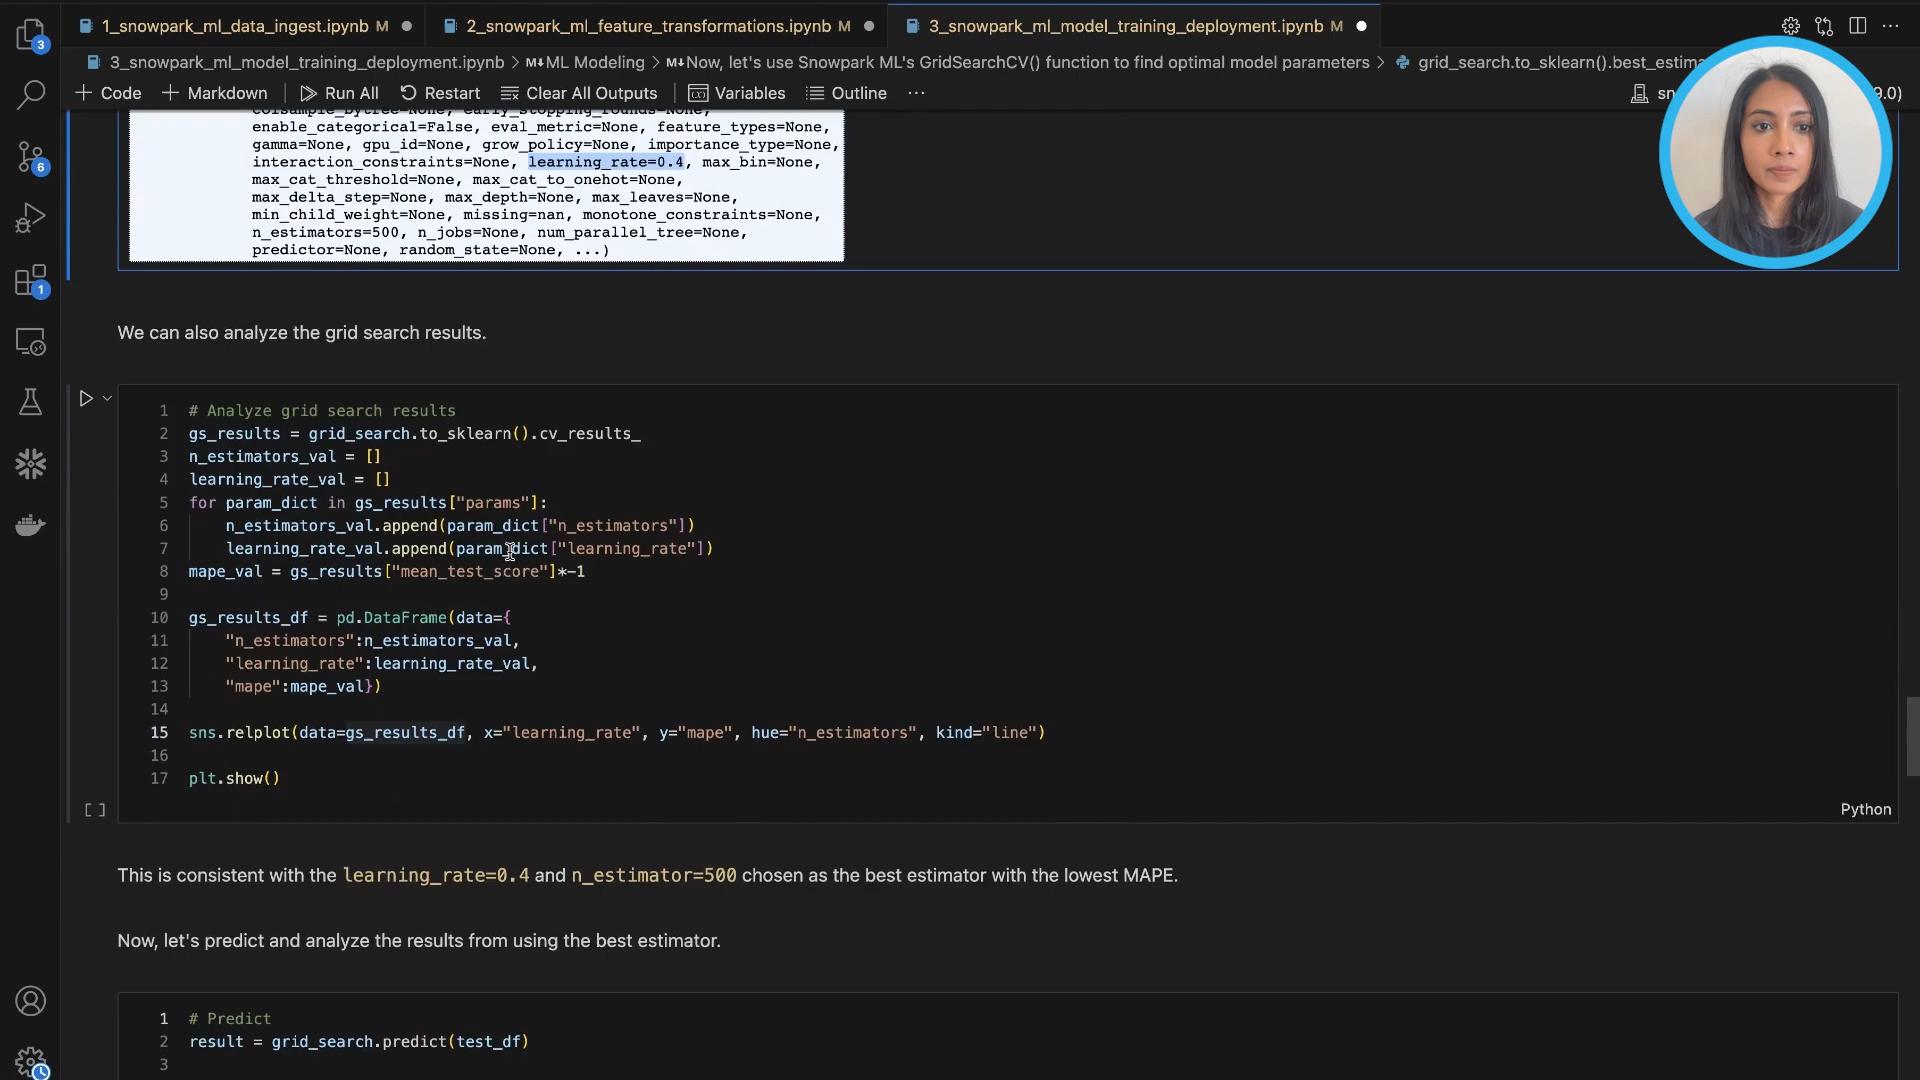 1_snowpark_ml_data_ingest.ipynb M
2_snowpark_ml_feature_transformations.ipynb M
3_snowpark_ml_model_training_deployment.ipynb M
3_snowpark_ml_model_training_deployment.ipynb > M↓ML Modeling > M↓Now, let's use Snowpark ML's GridSearchCV() function to find optimal model parameters > grid_search.to_sklearn().best_estima
+ Code + Markdown Run All Restart Clear All Outputs Variables Outline ...
sn
9.0)
colsample_bytree=None, early_stopping_rounds=None,
enable_categorical=False, eval_metric=None, feature_types=None,
gamma=None, gpu_id=None, grow_policy=None, importance_type=None,
interaction_constraints=None, learning_rate=0.4, max_bin=None,
max_cat_threshold=None, max_cat_to_onehot=None,
max_delta_step=None, max_depth=None, max_leaves=None,
min_child_weight=None, missing=nan, monotone_constraints=None,
n_estimators=500, n_jobs=None, num_parallel_tree=None,
predictor=None, random_state=None, ...)
We can also analyze the grid search results.
1 # Analyze grid search results
2 gs_results = grid_search.to_sklearn().cv_results_
3 n_estimators_val = []
4 learning_rate_val = []
5 for param_dict in gs_results["params"]:
6 n_estimators_val.append(param_dict["n_estimators"])
7 learning_rate_val.append(param_dict["learning_rate"])
8 mape_val = gs_results["mean_test_score"]*-1
9
10 gs_results_df = pd.DataFrame(data={
11 "n_estimators":n_estimators_val,
12 "learning_rate":learning_rate_val,
13 "mape":mape_val})
14
15 sns.relplot(data=gs_results_df, x="learning_rate", y="mape", hue="n_estimators", kind="line")
16
17 plt.show()
[ ]
Python
This is consistent with the learning_rate=0.4 and n_estimator=500 chosen as the best estimator with the lowest MAPE.
Now, let's predict and analyze the results from using the best estimator.
1 # Predict
2 result = grid_search.predict(test_df)
3
3
6
1